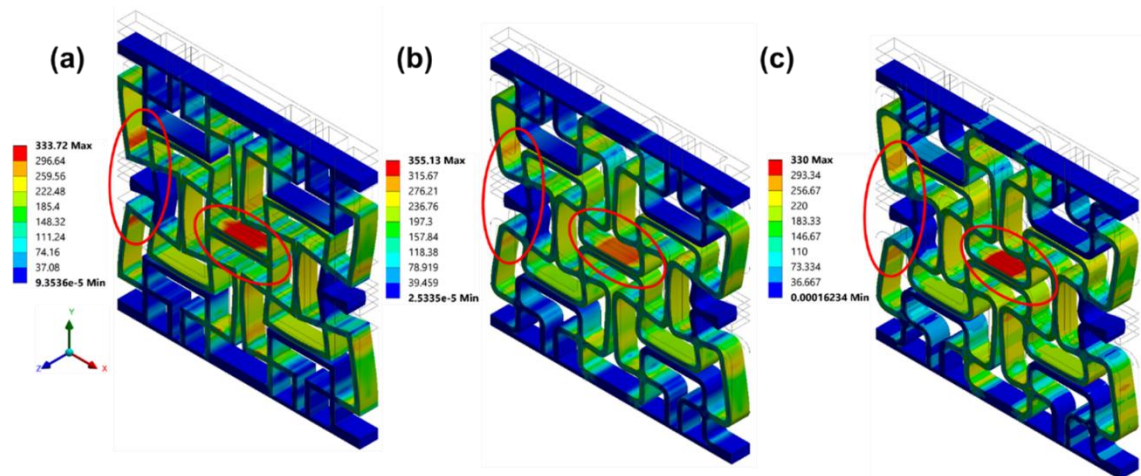 (a)
333.72 Max
296.64
259.56
222.48
185.4
148.32
111.24
74.16
37.08
9.3536e-5 Min
Y
Z
X
(b)
355.13 Max
315.67
276.21
236.76
197.3
157.84
118.38
78.919
39.459
2.5335e-5 Min
(c)
330 Max
293.34
256.67
220
183.33
146.67
110
73.334
36.667
0.00016234 Min